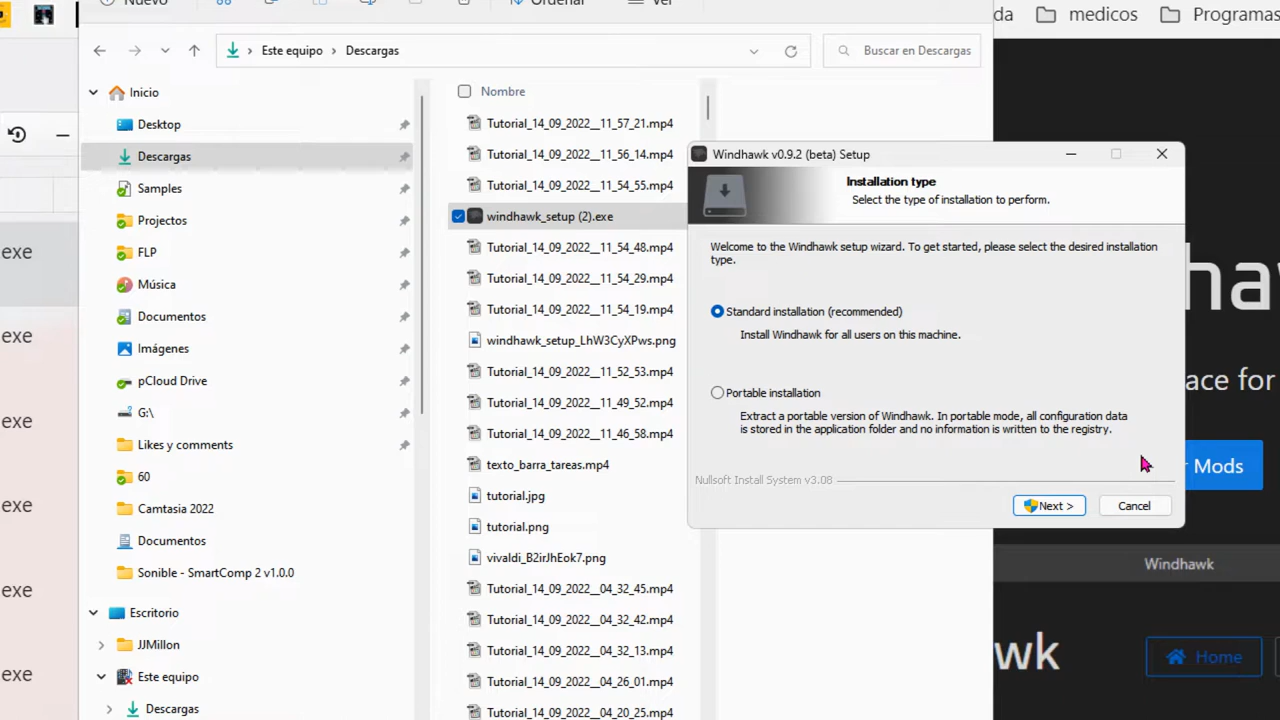 Nuevo
Ordenar
Ver
da
medicos
Programas
Este equipo
Descargas
Buscar en Descargas
Inicio
Desktop
Descargas
Samples
Projectos
FLP
Música
Documentos
Imágenes
pCloud Drive
G:\
Likes y comments
60
Camtasia 2022
Documentos
Sonible - SmartComp 2 v1.0.0
Escritorio
JJMillon
Este equipo
Descargas
exe
exe
exe
exe
exe
exe
Nombre
Tutorial_14_09_2022__11_57_21.mp4
Tutorial_14_09_2022__11_56_14.mp4
Tutorial_14_09_2022__11_54_55.mp4
windhawk_setup (2).exe
Tutorial_14_09_2022__11_54_48.mp4
Tutorial_14_09_2022__11_54_29.mp4
Tutorial_14_09_2022__11_54_19.mp4
windhawk_setup_LhW3CyXPws.png
Tutorial_14_09_2022__11_52_53.mp4
Tutorial_14_09_2022__11_49_52.mp4
Tutorial_14_09_2022__11_46_58.mp4
texto_barra_tareas.mp4
tutorial.jpg
tutorial.png
vivaldi_B2irJhEok7.png
Tutorial_14_09_2022__04_32_45.mp4
Tutorial_14_09_2022__04_32_42.mp4
Tutorial_14_09_2022__04_32_13.mp4
Tutorial_14_09_2022__04_26_01.mp4
Tutorial_14_09_2022__04_20_25.mp4
Windhawk v0.9.2 (beta) Setup
Installation type
Select the type of installation to perform.
Welcome to the Windhawk setup wizard. To get started, please select the desired installation
type.
Standard installation (recommended)
Install Windhawk for all users on this machine.
Portable installation
Extract a portable version of Windhawk. In portable mode, all configuration data
is stored in the application folder and no information is written to the registry.
Nullsoft Install System v3.08
Next >
Cancel
haw
ace for
r Mods
Windhawk
wk
Home